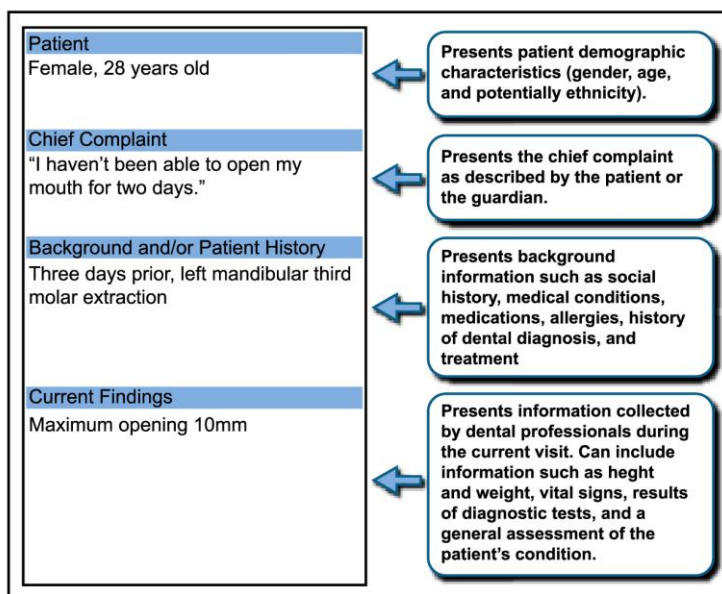 Patient
Female, 28 years old
Presents patient demographic
characteristics (gender, age,
and potentially ethnicity).
Chief Complaint
“I haven’t been able to open my
mouth for two days.”
Presents the chief complaint
as described by the patient or
the guardian.
Background and/or Patient History
Three days prior, left mandibular third
molar extraction
Presents background
information such as social
history, medical conditions,
medications, allergies, history
of dental diagnosis, and
treatment
Current Findings
Maximum opening 10mm
Presents information collected
by dental professionals during
the current visit. Can include
information such as heght
and weight, vital signs, results
of diagnostic tests, and a
general assessment of the
patient’s condition.